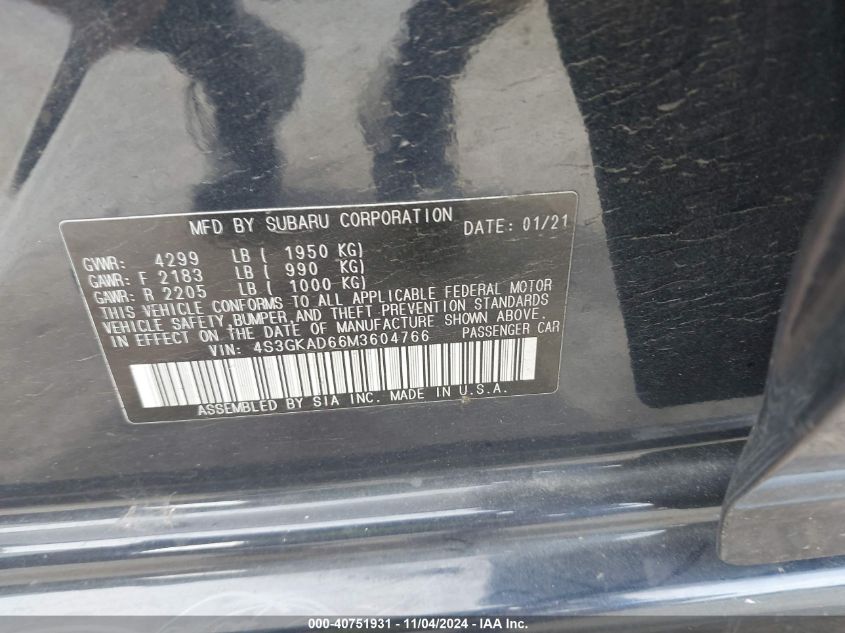 MFD BY SUBARU CORPORATION DATE: 01/21
GVWR: 4299 LB ( 1950 KG)
GAWR: F 2183 LB ( 990 KG)
GAWR: R 2205 LB ( 1000 KG)
THIS VEHICLE CONFORMS TO ALL APPLICABLE FEDERAL MOTOR
VEHICLE SAFETY, BUMPER, AND THEFT PREVENTION STANDARDS
IN EFFECT ON THE DATE OF MANUFACTURE SHOWN ABOVE.
VIN: 4S3GKAD66M3604766 PASSENGER CAR
ASSEMBLED BY SIA INC. MADE IN U.S.A.
000-40751931 - 11/04/2024 - IAA Inc.